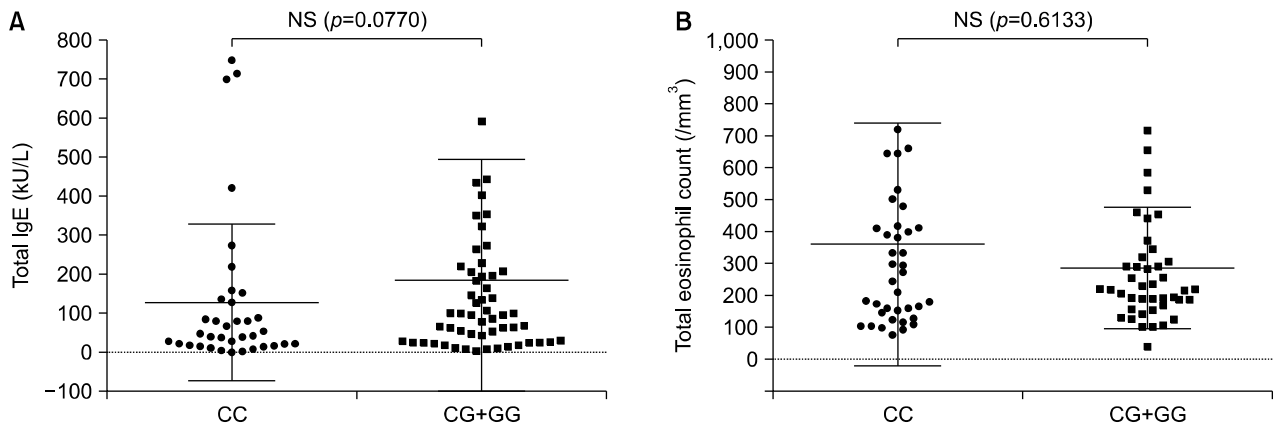 A
NS (p=0.0770)
Total IgE (kU/L)
800
700
600
500
400
300
200
100
0
−100
CC
CG+GG
B
NS (p=0.6133)
Total eosinophil count (/mm³)
1,000
900
800
700
600
500
400
300
200
100
0
CC
CG+GG